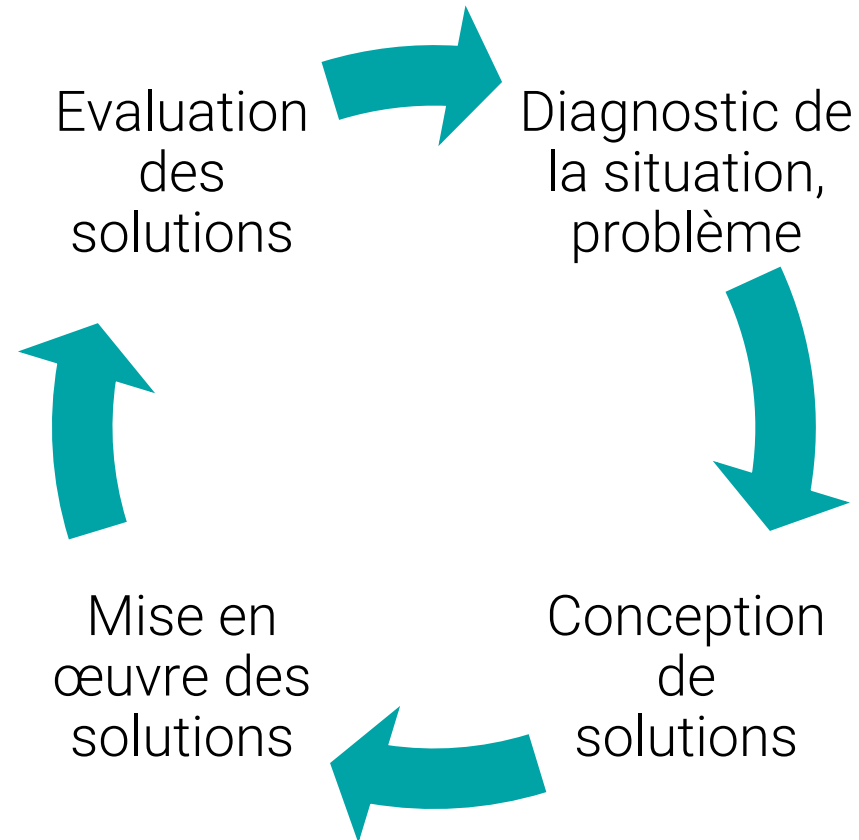 Evaluation
des
solutions
Diagnostic de
la situation,
problème
Mise en
œuvre des
solutions
Conception
de
solutions